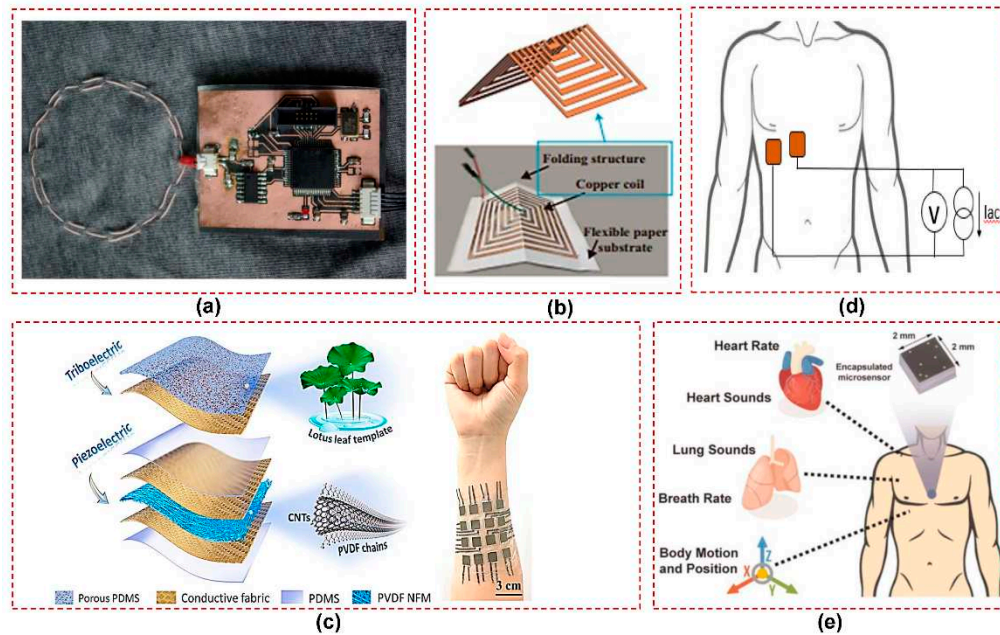 (a)
Folding structure
Copper coil
Flexible paper
substrate
(b)
V
Iac
(d)
Triboelectric
Piezoelectric
Lotus leaf template
CNTs
PVDF chains
3 cm
Porous PDMS
Conductive fabric
PDMS
PVDF NFM
(c)
Heart Rate
Heart Sounds
Lung Sounds
Breath Rate
Body Motion
and Position
2 mm
2 mm
Encapsulated
microsensor
Z
X
Y
(e)